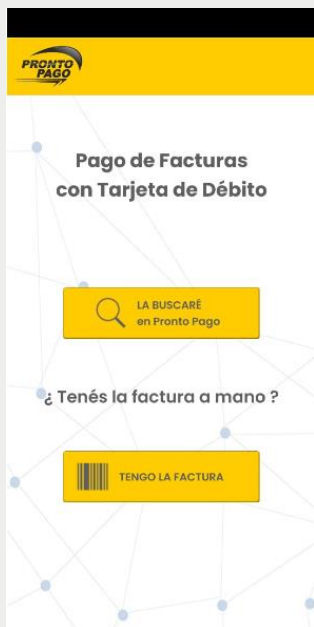 PRONTO
PAGO
Pago de Facturas
con Tarjeta de Débito
LA BUSCARÉ
en Pronto Pago
¿ Tenés la factura a mano ?
TENGO LA FACTURA